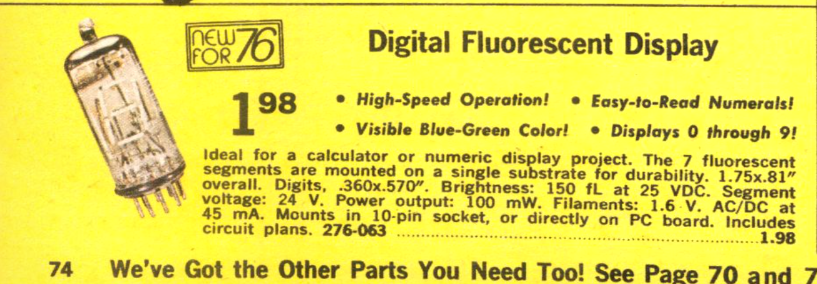 NEW
FOR 76
Digital Fluorescent Display
1 98
• High-Speed Operation! • Easy-to-Read Numerals!
• Visible Blue-Green Color! • Displays 0 through 9!
Ideal for a calculator or numeric display project. The 7 fluorescent
segments are mounted on a single substrate for durability. 1.75x.81″
overall. Digits, .360x.570″. Brightness: 150 fL at 25 VDC. Segment
voltage: 24 V. Power output: 100 mW. Filaments: 1.6 V. AC/DC at
45 mA. Mounts in 10-pin socket, or directly on PC board. Includes
circuit plans. 276-063 ........................................................1.98
74 We've Got the Other Parts You Need Too! See Page 70 and 7